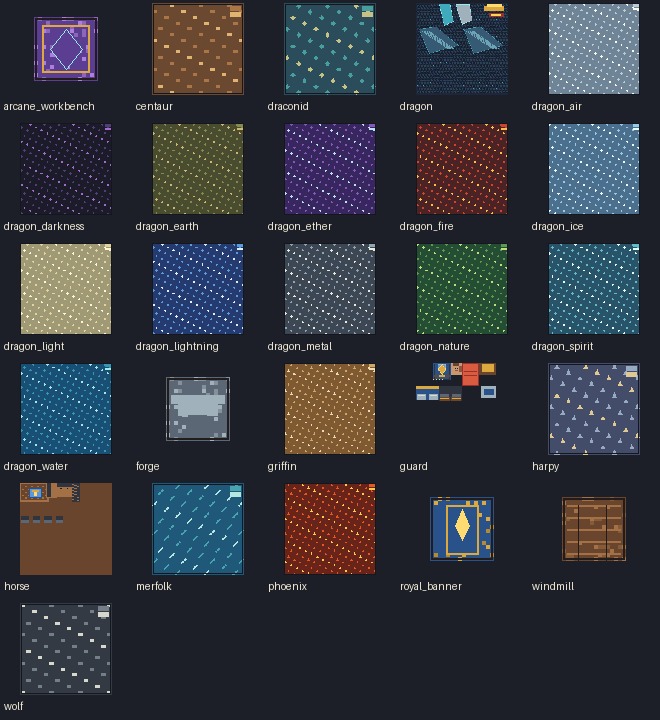 arcane_workbench centaur draconid dragon dragon_air
dragon_darkness dragon_earth dragon_ether dragon_fire dragon_ice
dragon_light dragon_lightning dragon_metal dragon_nature dragon_spirit
dragon_water forge griffin guard harpy
horse merfolk phoenix royal_banner windmill
wolf